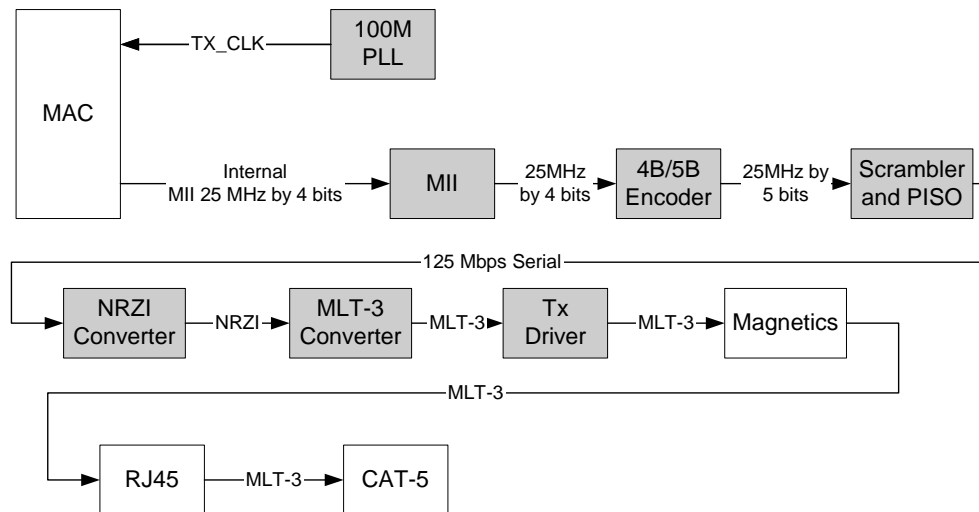 100M
PLL
TX_CLK
MAC
Internal
MII 25 MHz by 4 bits
MII
25MHz
by 4 bits
4B/5B
Encoder
25MHz by
5 bits
Scrambler
and PISO
125 Mbps Serial
NRZI
Converter
NRZI
MLT-3
Converter
MLT-3
Tx
Driver
MLT-3
Magnetics
MLT-3
RJ45
MLT-3
CAT-5